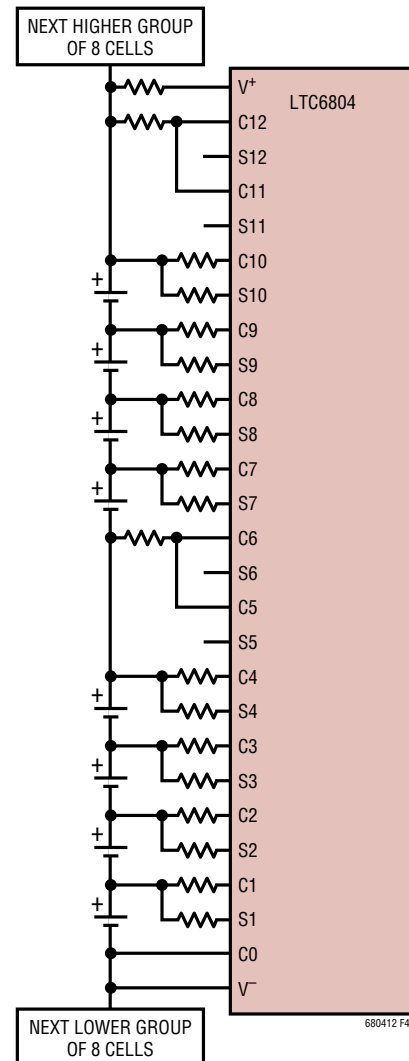 NEXT HIGHER GROUP
OF 8 CELLS
LTC6804
V+
C12
S12
C11
S11
C10
S10
C9
S9
C8
S8
C7
S7
C6
S6
C5
S5
C4
S4
C3
S3
C2
S2
C1
S1
C0
V–
+
+
+
+
+
+
+
+
NEXT LOWER GROUP
OF 8 CELLS